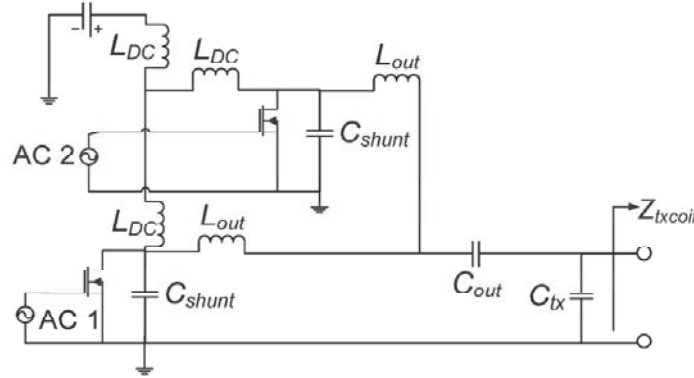 − +
L_DC
L_DC
L_out
AC 2
C_shunt
L_DC
L_out
Z_txcoil
C_out
C_tx
C_shunt
AC 1